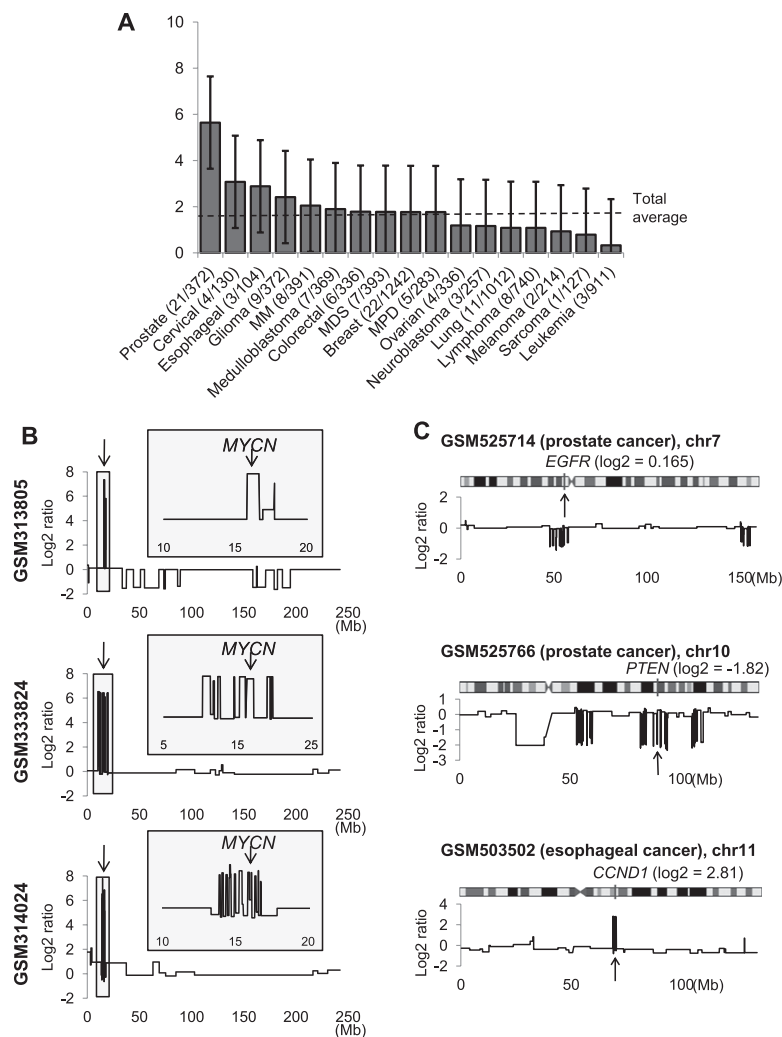 A
10
8
6
4
2
0
Total
average
Prostate (21/372)
Cervical (4/130)
Esophageal (3/104)
Glioma (9/372)
MM (8/391)
Medulloblastoma (7/369)
Colorectal (6/336)
MDS (7/393)
Breast (22/1242)
MPD (5/283)
Ovarian (4/336)
Neuroblastoma (3/257)
Lung (11/1012)
Lymphoma (8/740)
Melanoma (2/214)
Sarcoma (1/127)
Leukemia (3/911)
B
GSM313805
Log2 ratio
8
6
4
2
0
-2
MYCN
10 15 20
0 50 100 150 200 250
(Mb)
GSM333824
Log2 ratio
8
6
4
2
0
-2
MYCN
5 15 25
0 50 100 150 200 250
(Mb)
GSM314024
Log2 ratio
8
6
4
2
0
-2
MYCN
10 15 20
0 50 100 150 200 250
(Mb)
C
GSM525714 (prostate cancer), chr7
EGFR (log2 = 0.165)
Log2 ratio
2
0
-2
0 50 100 150 (Mb)
GSM525766 (prostate cancer), chr10
PTEN (log2 = -1.82)
Log2 ratio
1
0
-1
-2
-3
0 50 100 (Mb)
GSM503502 (esophageal cancer), chr11
CCND1 (log2 = 2.81)
Log2 ratio
4
2
0
-2
0 50 100 (Mb)